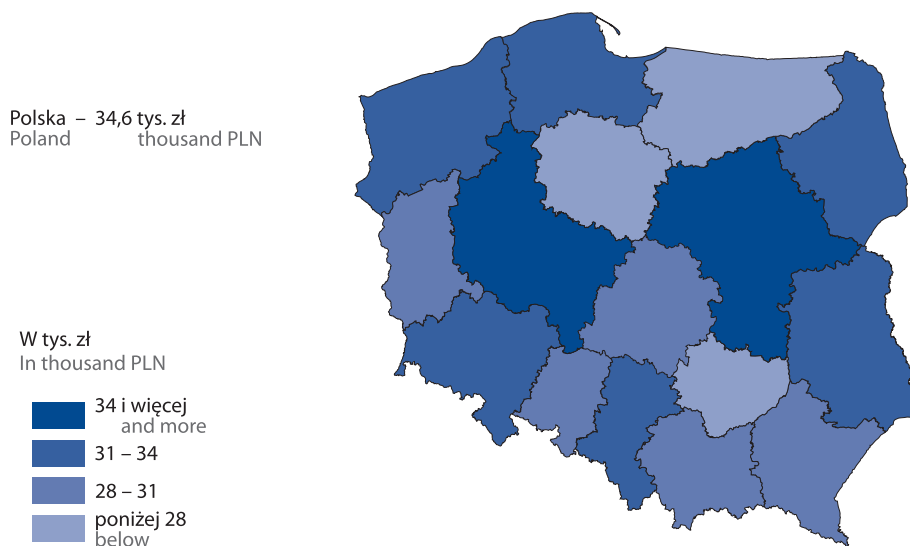 Polska – 34,6 tys. zł
Poland thousand PLN
W tys. zł
In thousand PLN
34 i więcej
and more
31 – 34
28 – 31
poniżej 28
below